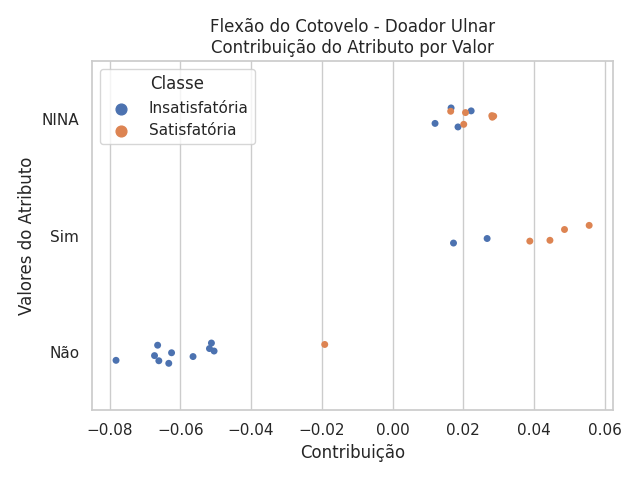 Flexão do Cotovelo - Doador Ulnar
Contribuição do Atributo por Valor
Classe
Insatisfatória
Satisfatória
Valores do Atributo
NINA
Sim
Não
−0.08 −0.06 −0.04 −0.02 0.00 0.02 0.04 0.06
Contribuição